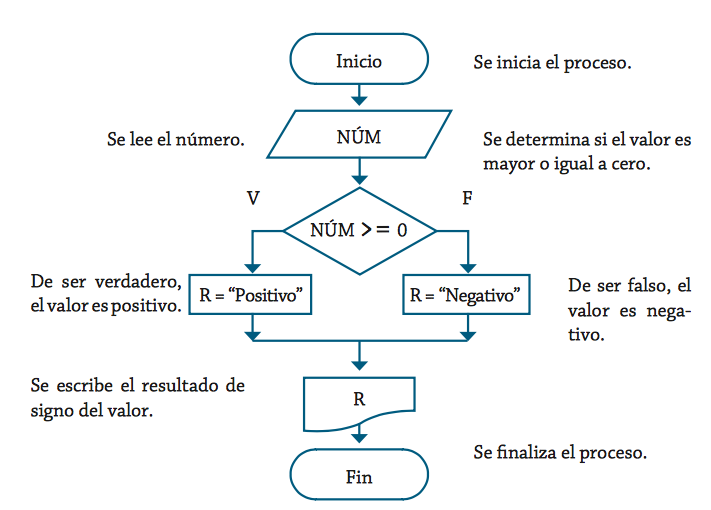 Inicio
Se inicia el proceso.
Se lee el número.
NÚM
Se determina si el valor es
mayor o igual a cero.
V
F
NÚM >= 0
De ser verdadero,
el valor es positivo.
R = “Positivo”
R = “Negativo”
De ser falso, el
valor es nega-
tivo.
Se escribe el resultado de
signo del valor.
R
Se finaliza el proceso.
Fin